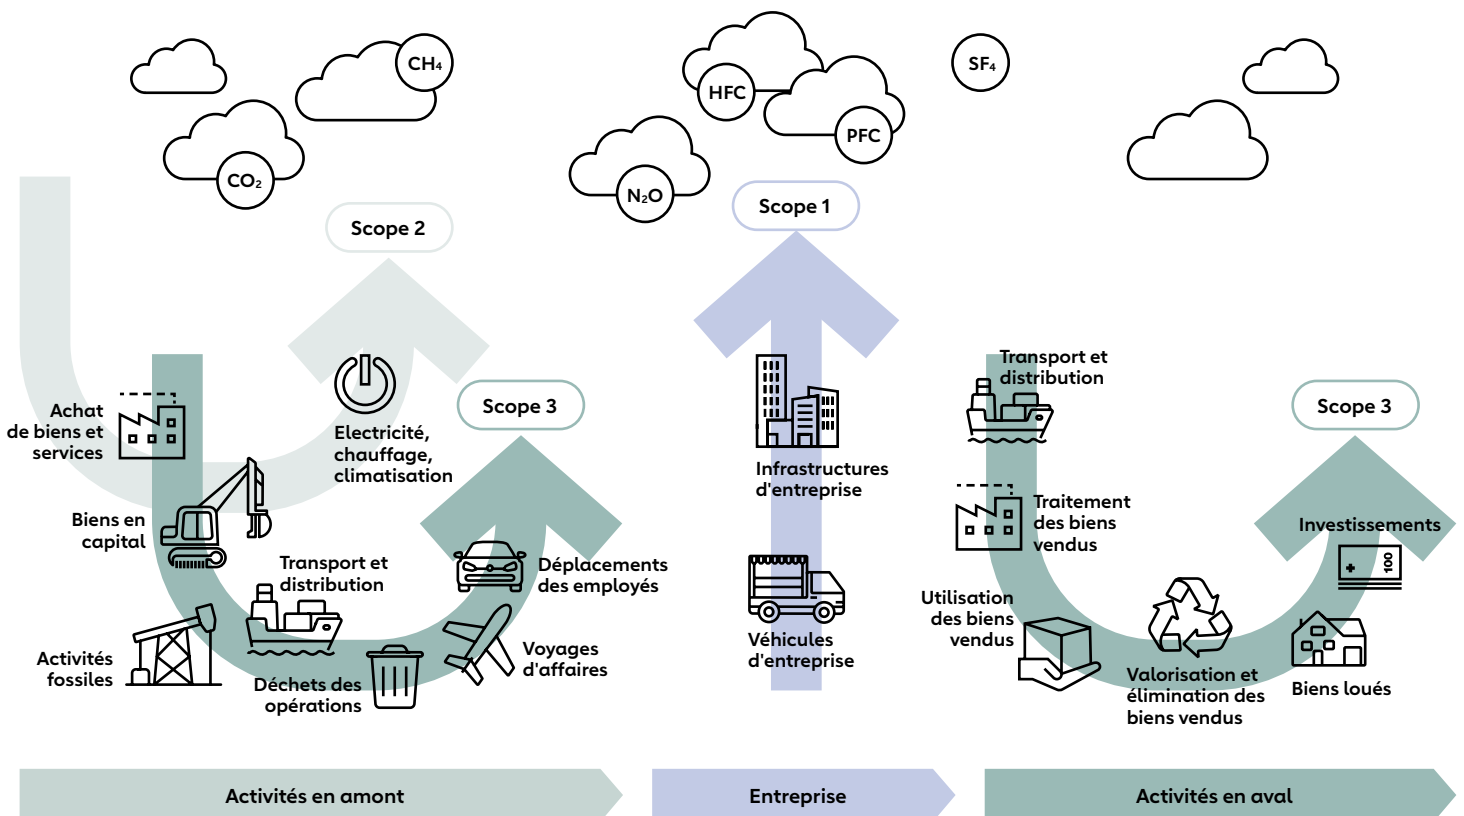 CH₄
CO₂
HFC
PFC
N₂O
SF₄
Scope 2
Scope 1
Scope 3
Scope 3
Achat
de biens et
services
Electricité,
chauffage,
climatisation
Biens en
capital
Transport et
distribution
Déplacements
des employés
Activités
fossiles
Déchets des
opérations
Voyages
d'affaires
Infrastructures
d'entreprise
Véhicules
d'entreprise
Transport et
distribution
Traitement
des biens
vendus
Utilisation
des biens
vendus
Valorisation et
élimination des
biens vendus
Investissements
100
Biens loués
Activités en amont
Entreprise
Activités en aval